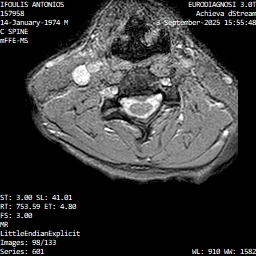 IFOULIS ANTONIOS
157958
14-January-1974 M
C SPINE
mFFE-MS
EURODIAGNOSI 3.0T
Achieva dStream
3-September-2025 15:55:48
ST: 3.00 SL: 41.01
RT: 753.59 ET: 4.80
FS: 3.00
MR
LittleEndianExplicit
Images: 98/133
Series: 601
WL: 910 WW: 1582